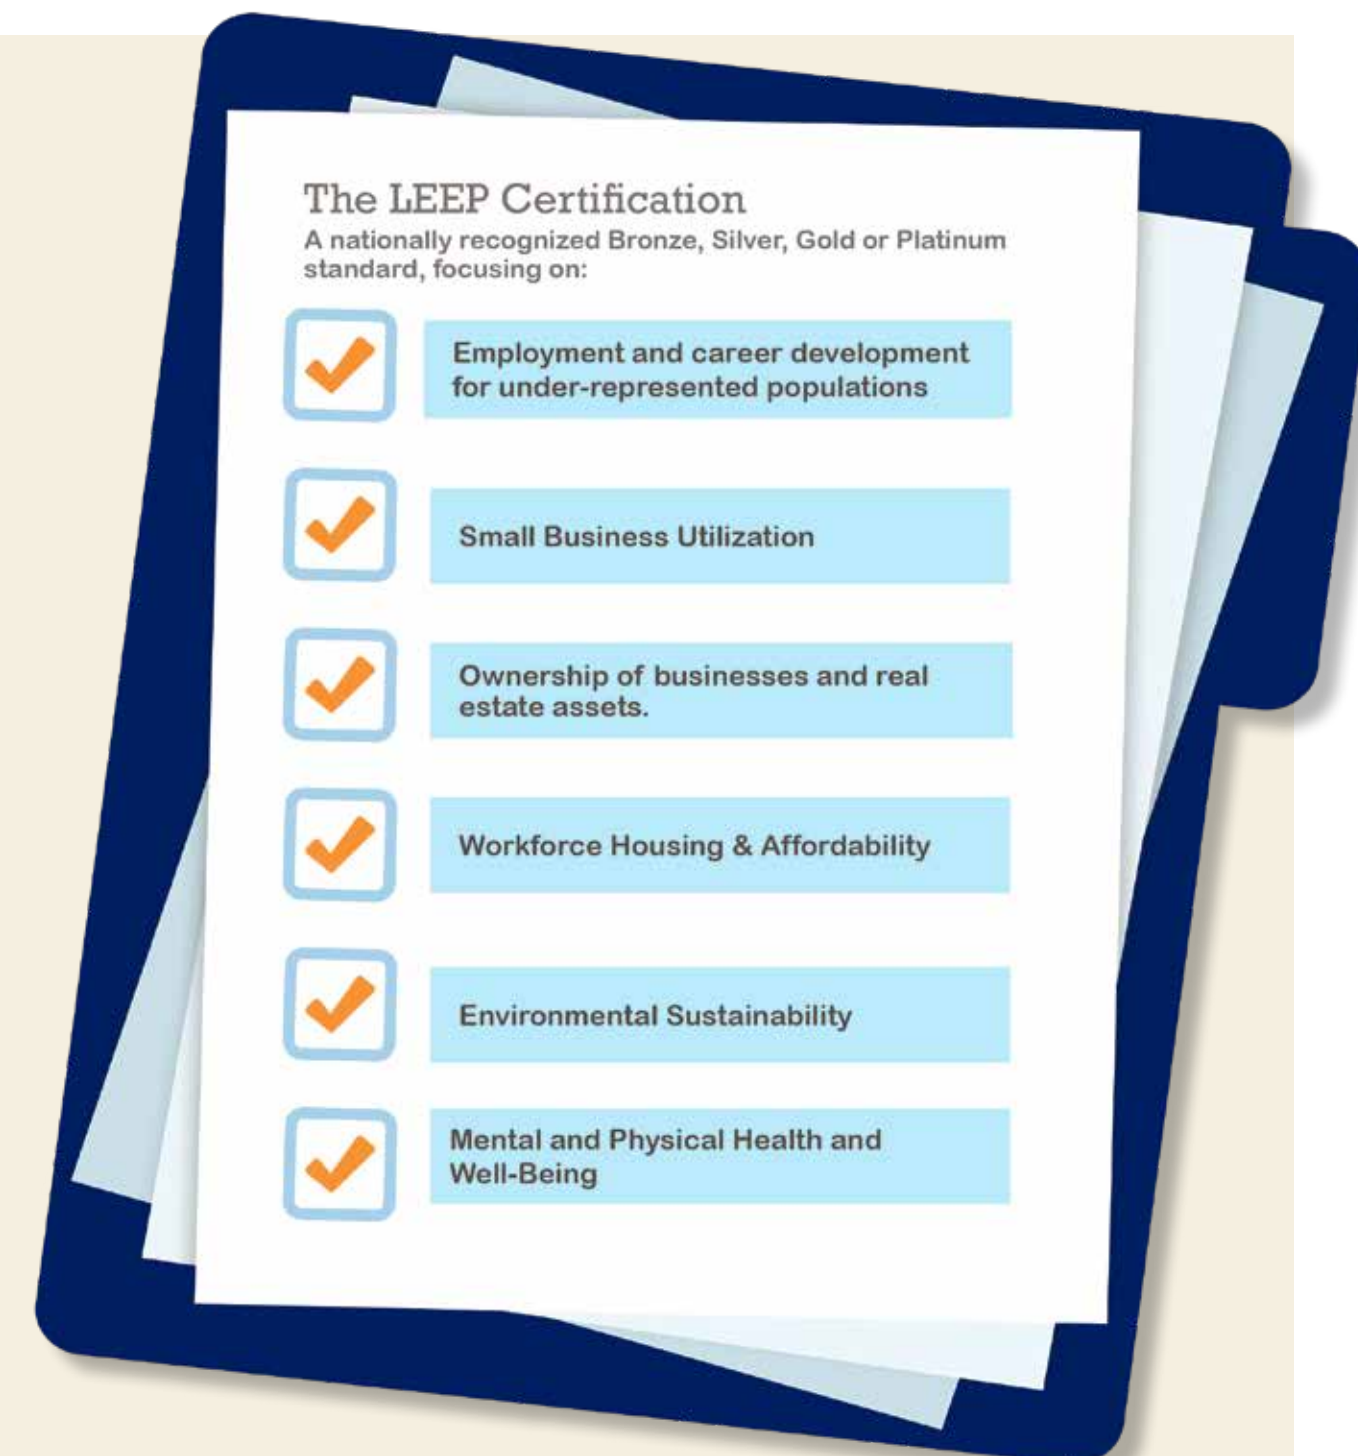 The LEEP Certification
A nationally recognized Bronze, Silver, Gold or Platinum
standard, focusing on:
Employment and career development
for under-represented populations
Small Business Utilization
Ownership of businesses and real
estate assets.
Workforce Housing & Affordability
Environmental Sustainability
Mental and Physical Health and
Well-Being